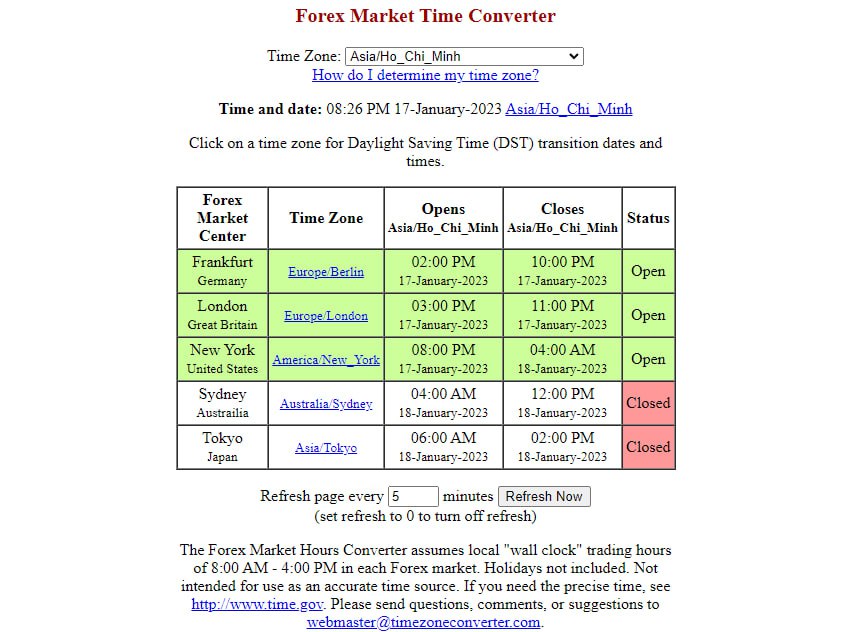 Forex Market Time Converter
Time Zone: Asia/Ho_Chi_Minh
How do I determine my time zone?
Time and date: 08:26 PM 17-January-2023 Asia/Ho_Chi_Minh
Click on a time zone for Daylight Saving Time (DST) transition dates and
times.
Forex Market Center Time Zone Opens Asia/Ho_Chi_Minh Closes Asia/Ho_Chi_Minh Status
Frankfurt Germany Europe/Berlin 02:00 PM 17-January-2023 10:00 PM 17-January-2023 Open
London Great Britain Europe/London 03:00 PM 17-January-2023 11:00 PM 17-January-2023 Open
New York United States America/New_York 08:00 PM 17-January-2023 04:00 AM 18-January-2023 Open
Sydney Austrailia Australia/Sydney 04:00 AM 18-January-2023 12:00 PM 18-January-2023 Closed
Tokyo Japan Asia/Tokyo 06:00 AM 18-January-2023 02:00 PM 18-January-2023 Closed
Refresh page every 5 minutes Refresh Now
(set refresh to 0 to turn off refresh)
The Forex Market Hours Converter assumes local "wall clock" trading hours
of 8:00 AM - 4:00 PM in each Forex market. Holidays not included. Not
intended for use as an accurate time source. If you need the precise time, see
http://www.time.gov. Please send questions, comments, or suggestions to
webmaster@timezoneconverter.com.